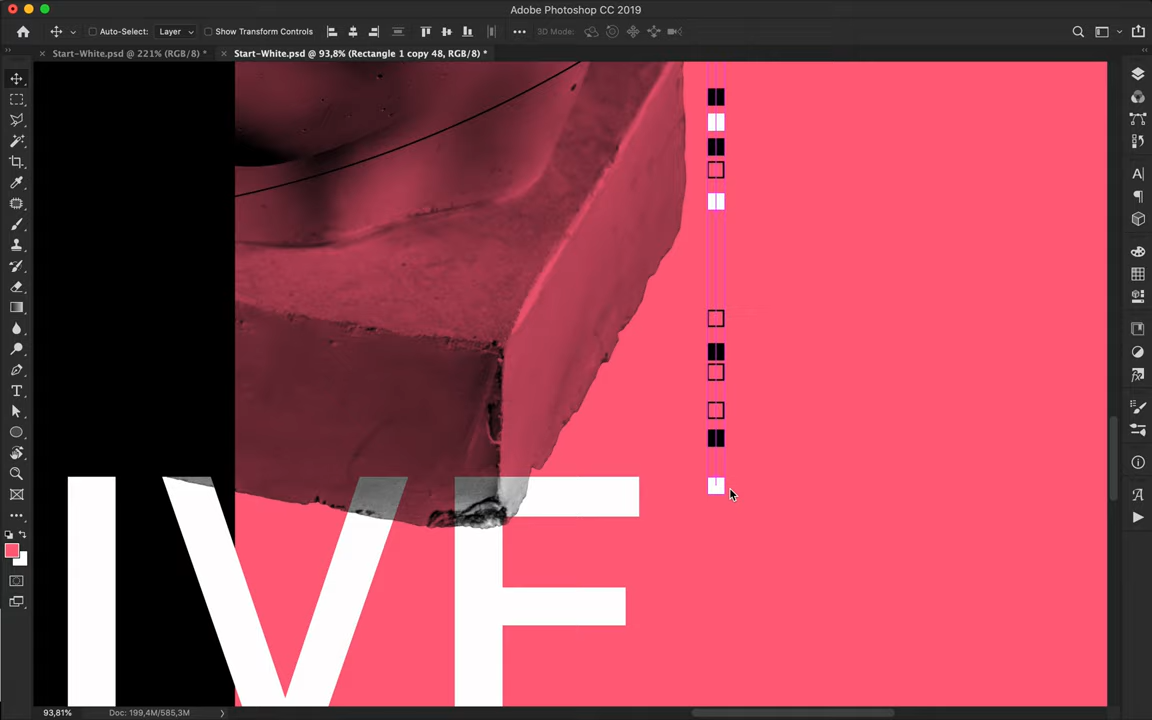 Adobe Photoshop CC 2019
Auto-Select: Layer Show Transform Controls 3D Mode:
Start-White.psd @ 221% (RGB/8) * Start-White.psd @ 93,8% (Rectangle 1 copy 48, RGB/8) *
IVE
93,81% Doc: 199,4M/585,3M